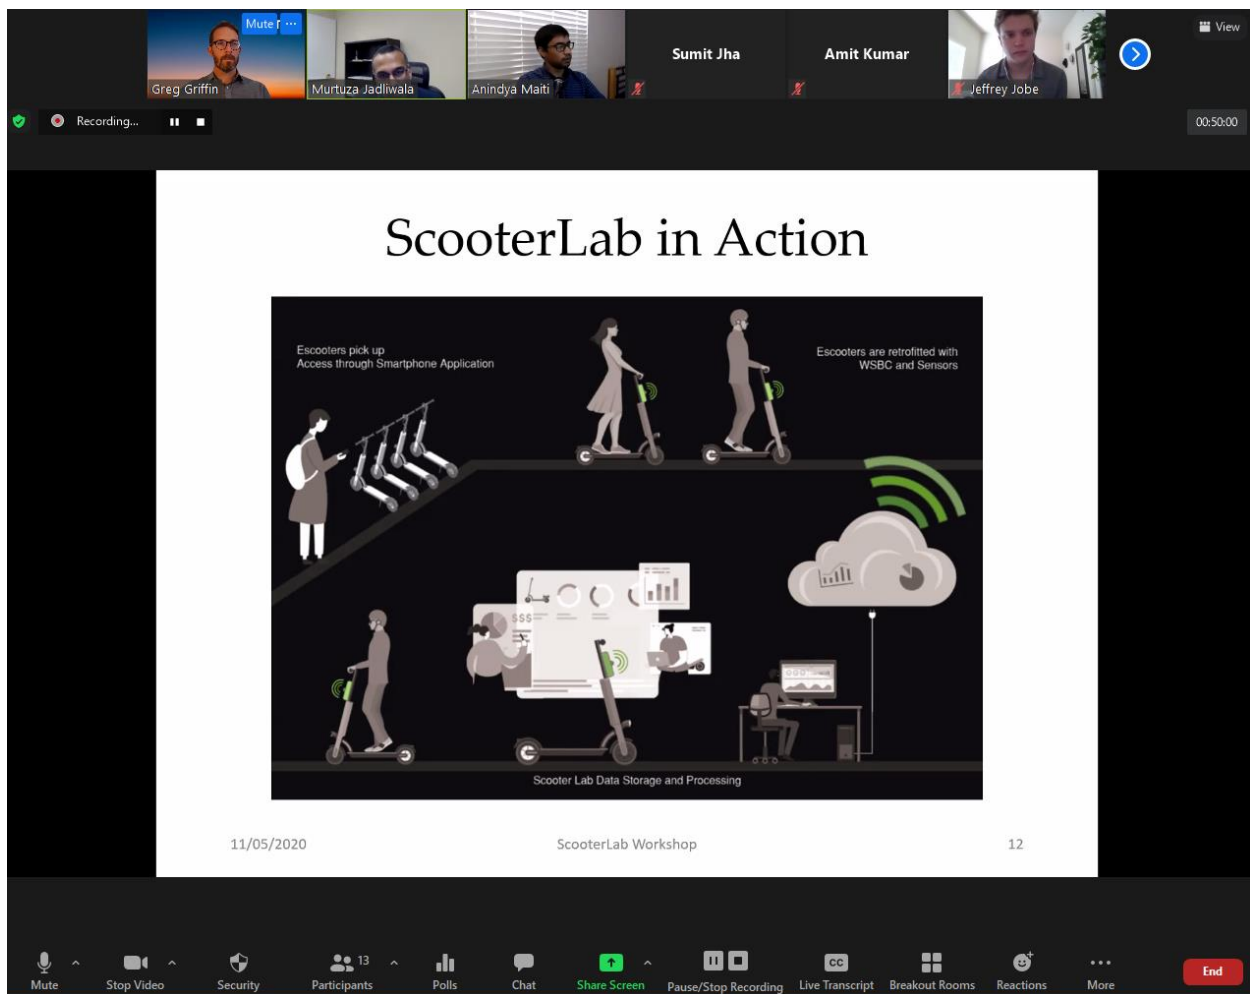 Mute
Greg Griffin
Murtuza Jadliwala
Anindya Maiti
Sumit Jha
Amit Kumar
Jeffrey Jobe
View
Recording...
00:50:00
ScooterLab in Action
Escooters pick up
Access through Smartphone Application
Escooters are retrofitted with
WSBC and Sensors
$$$
Scooter Lab Data Storage and Processing
11/05/2020
ScooterLab Workshop
12
Mute
Stop Video
Security
13
Participants
Polls
Chat
Share Screen
Pause/Stop Recording
CC
Live Transcript
Breakout Rooms
Reactions
More
End